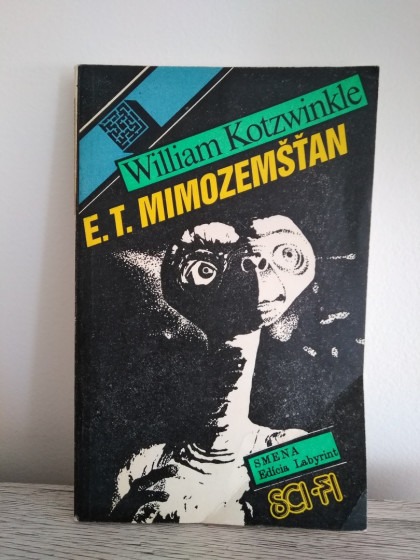 William Kotzwinkle
E. T. MIMOZEMŠŤAN
SMENA
Edícia Labyrint
SCI-FI